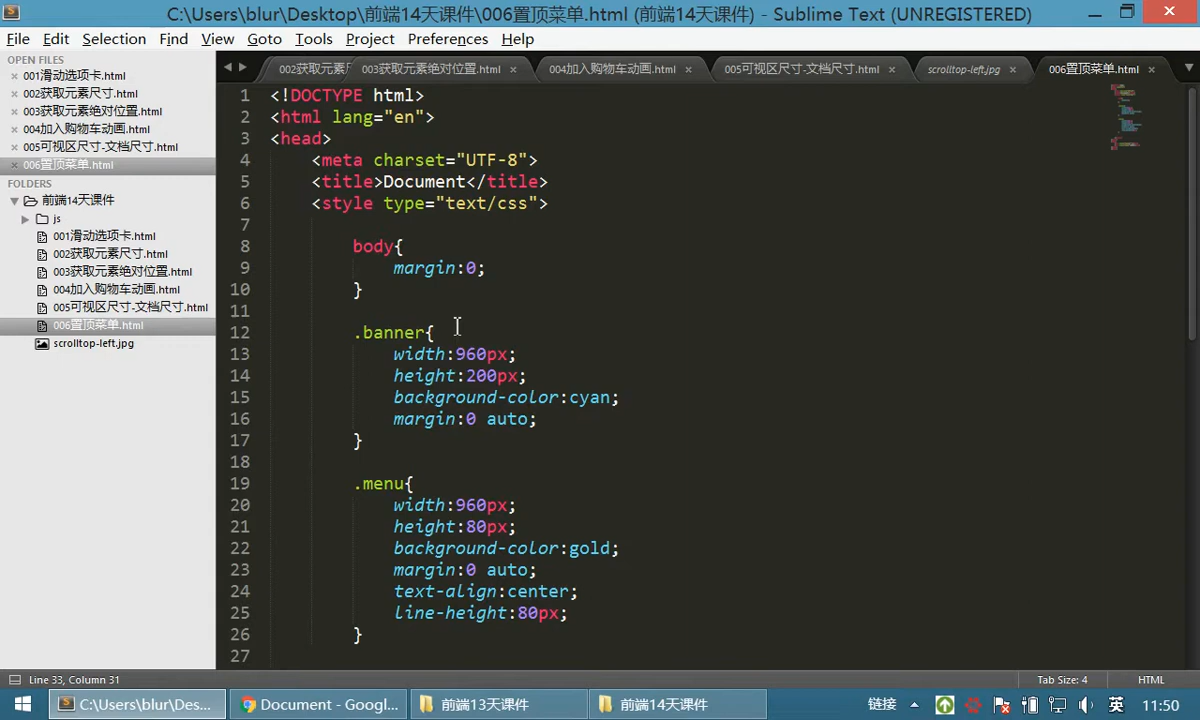 C:\Users\blur\Desktop\前端14天课件\006置顶菜单.html (前端14天课件) - Sublime Text (UNREGISTERED)
File Edit Selection Find View Goto Tools Project Preferences Help
OPEN FILES
001滑动选项卡.html
002获取元素尺寸.html
003获取元素绝对位置.html
004加入购物车动画.html
005可视区尺寸-文档尺寸.html
006置顶菜单.html
FOLDERS
前端14天课件
js
001滑动选项卡.html
002获取元素尺寸.html
003获取元素绝对位置.html
004加入购物车动画.html
005可视区尺寸-文档尺寸.html
006置顶菜单.html
scrolltop-left.jpg
002获取元素 003获取元素绝对位置.html 004加入购物车动画.html 005可视区尺寸-文档尺寸.html scrolltop-left.jpg 006置顶菜单.html
1 <!DOCTYPE html>
2 <html lang="en">
3 <head>
4 <meta charset="UTF-8">
5 <title>Document</title>
6 <style type="text/css">
7
8 body{
9 margin:0;
10 }
11
12 .banner{
13 width:960px;
14 height:200px;
15 background-color:cyan;
16 margin:0 auto;
17 }
18
19 .menu{
20 width:960px;
21 height:80px;
22 background-color:gold;
23 margin:0 auto;
24 text-align:center;
25 line-height:80px;
26 }
27
Line 33, Column 31 Tab Size: 4 HTML
C:\Users\blur\Des... Document - Googl... 前端13天课件 前端14天课件 链接 英 11:50